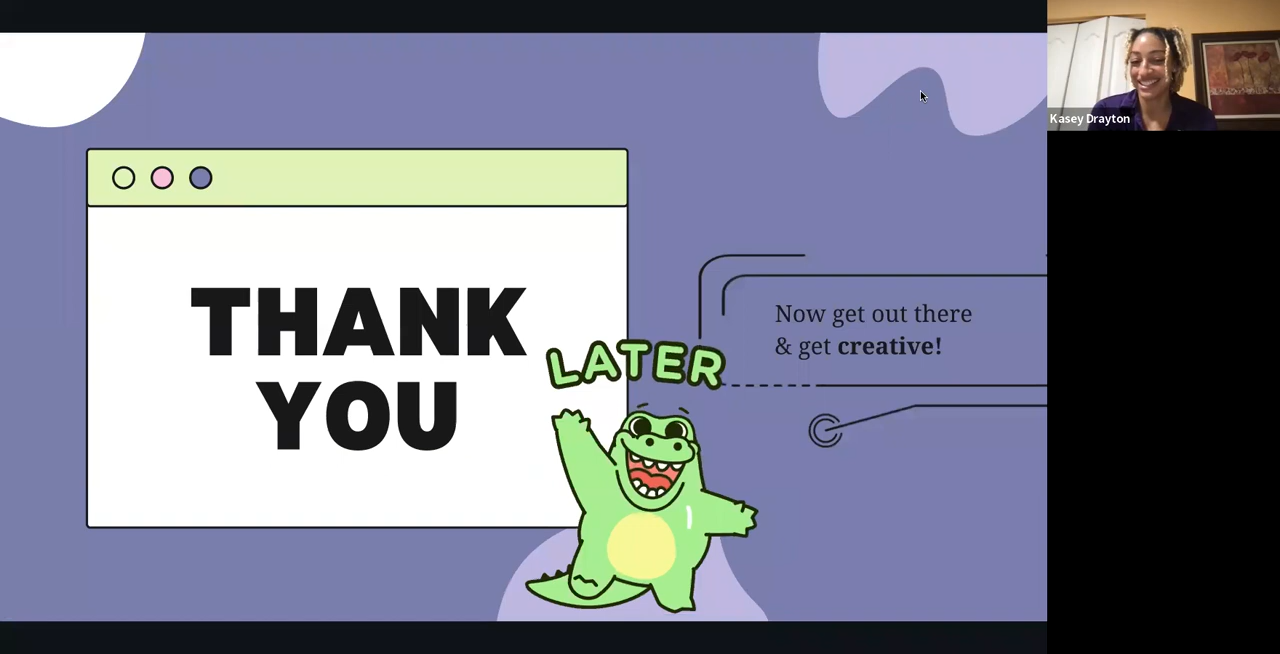 THANK
YOU
LATER
Now get out there
& get creative!
Kasey Drayton